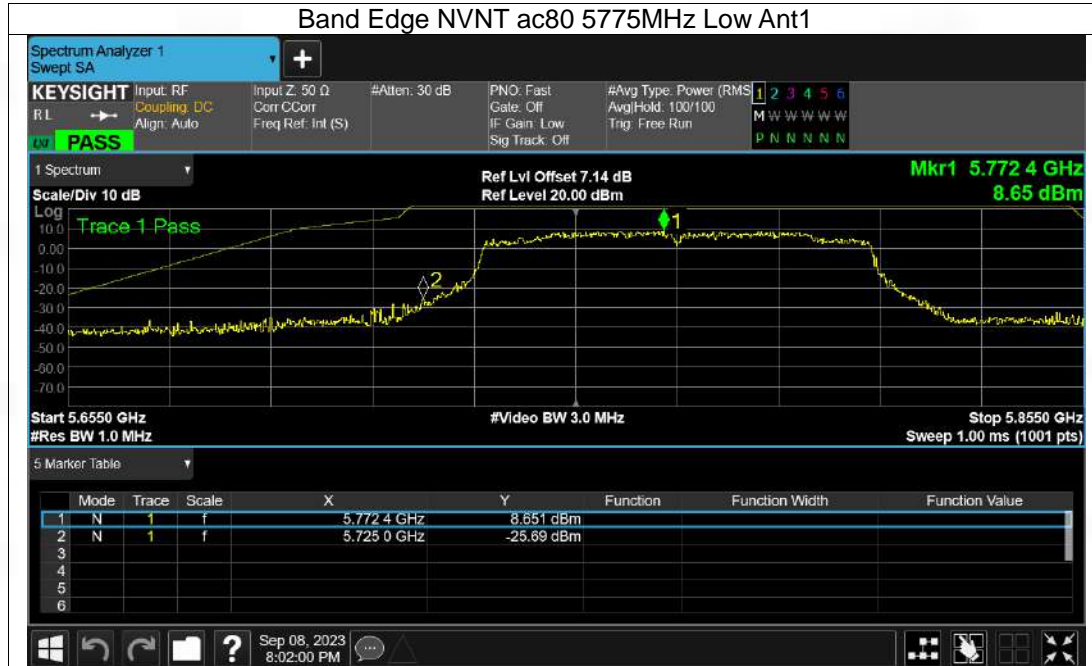 Band Edge NVNT ac80 5775MHz Low Ant1
Spectrum Analyzer 1
Swept SA
+
KEYSIGHT Input: RF Input Z: 50 Ω #Atten: 30 dB PNO: Fast #Avg Type: Power (RMS 1 2 3 4 5 6
RL Coupling: DC Corr CCorr Gate: Off Avg|Hold: 100/100 M W W W W W
Align: Auto Freq Ref: Int (S) IF Gain: Low Trig: Free Run
PASS Sig Track: Off P N N N N N
1 Spectrum Ref Lvl Offset 7.14 dB Mkr1 5.772 4 GHz
Scale/Div 10 dB Ref Level 20.00 dBm 8.65 dBm
Log
Trace 1 Pass
10.0
0.00
-10.0
-20.0
-30.0
-40.0
-50.0
-60.0
-70.0
1
2
Start 5.6550 GHz #Video BW 3.0 MHz Stop 5.8550 GHz
#Res BW 1.0 MHz Sweep 1.00 ms (1001 pts)
5 Marker Table
Mode Trace Scale X Y Function Function Width Function Value
1 N 1 f 5.772 4 GHz 8.651 dBm
2 N 1 f 5.725 0 GHz -25.69 dBm
3
4
5
6
? Sep 08, 2023
8:02:00 PM